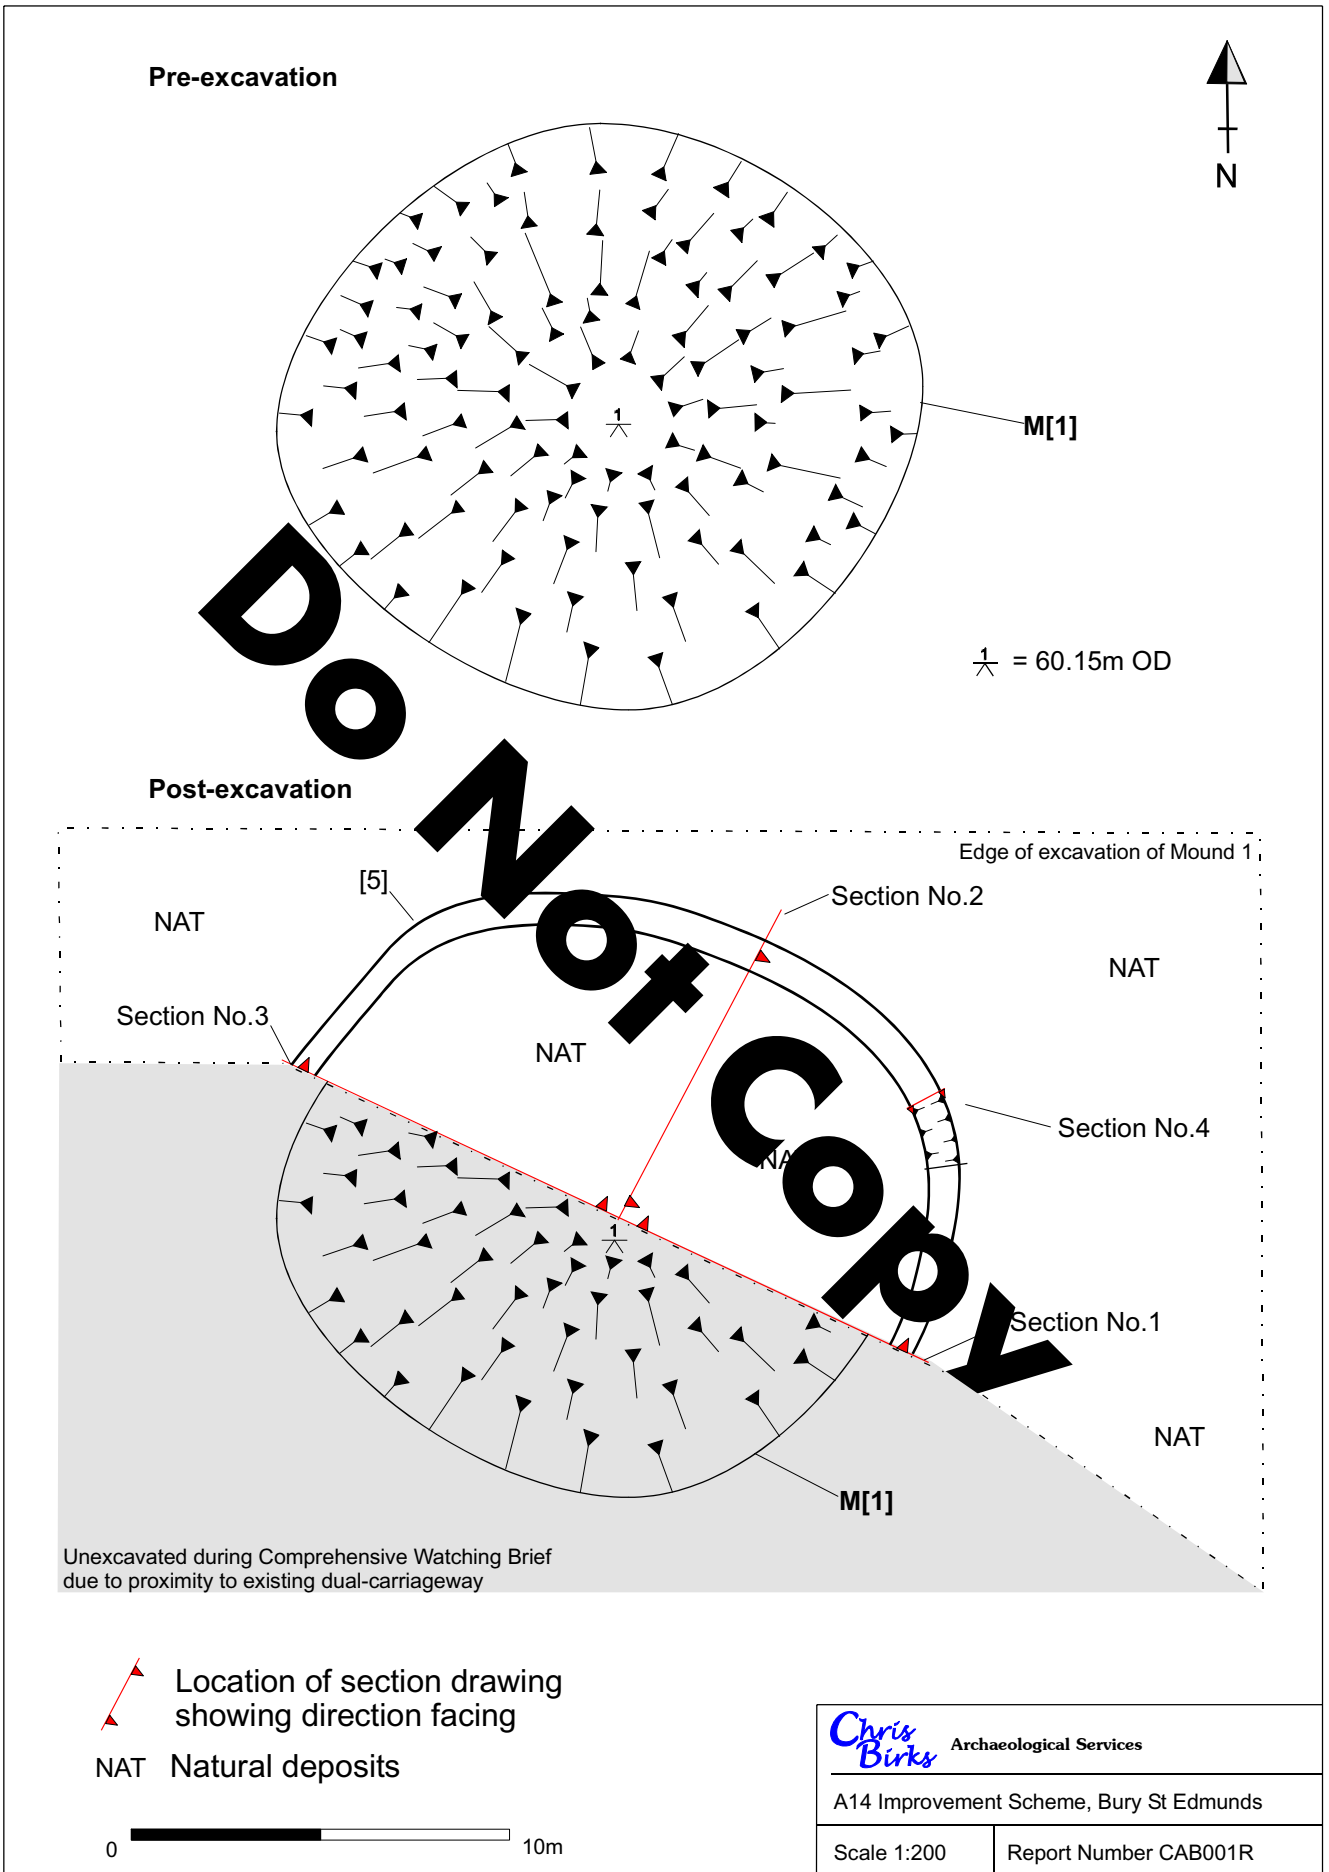 Pre-excavation
N
1
M[1]
1 = 60.15m OD
Do Not Copy
Post-excavation
Edge of excavation of Mound 1
[5]
Section No.2
NAT
NAT
Section No.3
NAT
Section No.4
NA
1
Section No.1
NAT
M[1]
Unexcavated during Comprehensive Watching Brief
due to proximity to existing dual-carriageway
Location of section drawing
showing direction facing
NAT Natural deposits
0 10m
Chris
Birks Archaeological Services
A14 Improvement Scheme, Bury St Edmunds
Scale 1:200 Report Number CAB001R